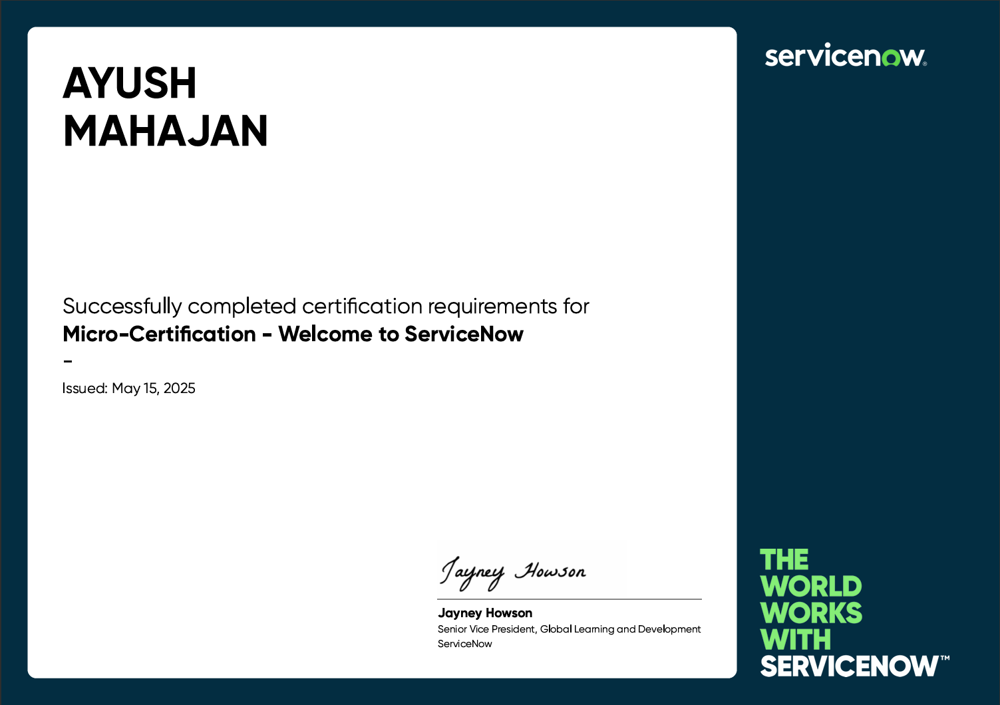 AYUSH
MAHAJAN
Successfully completed certification requirements for
Micro-Certification - Welcome to ServiceNow
-
Issued: May 15, 2025
Jayney Howson
Jayney Howson
Senior Vice President, Global Learning and Development
ServiceNow
servicenow®
THE
WORLD
WORKS
WITH
SERVICENOW™